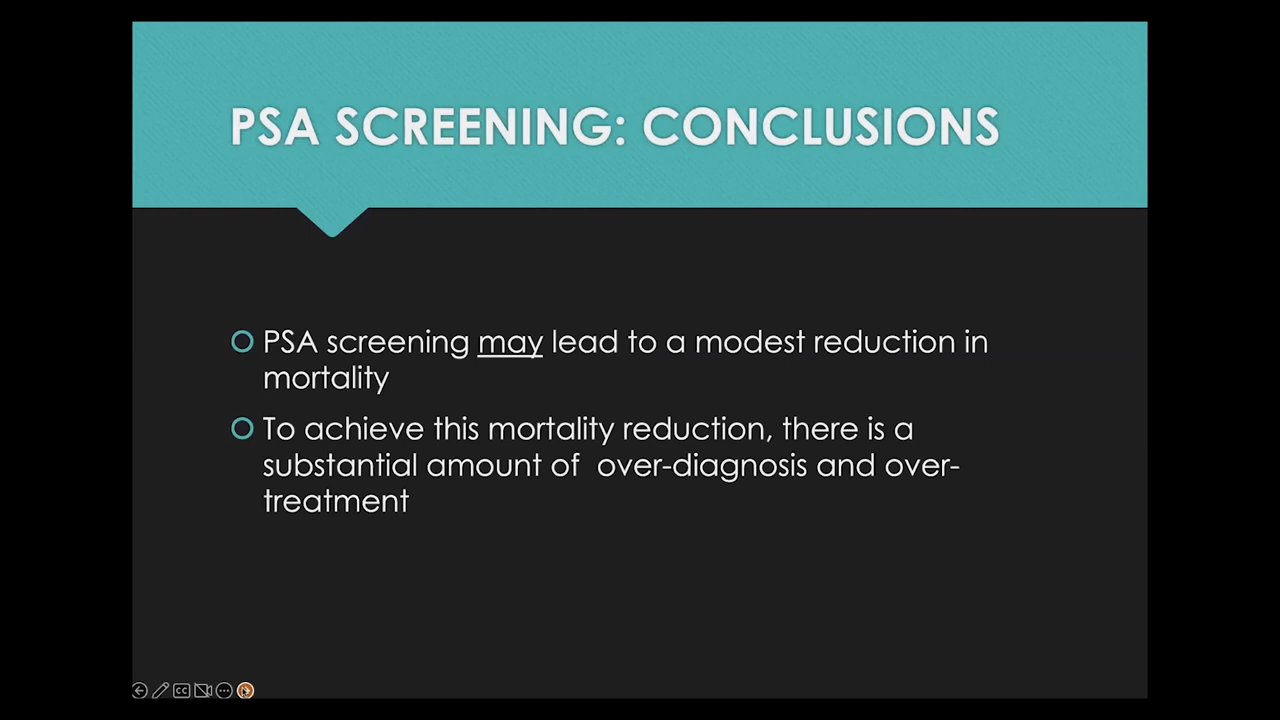 PSA SCREENING: CONCLUSIONS
PSA screening may lead to a modest reduction in
mortality
To achieve this mortality reduction, there is a
substantial amount of  over-diagnosis and over-
treatment
CC